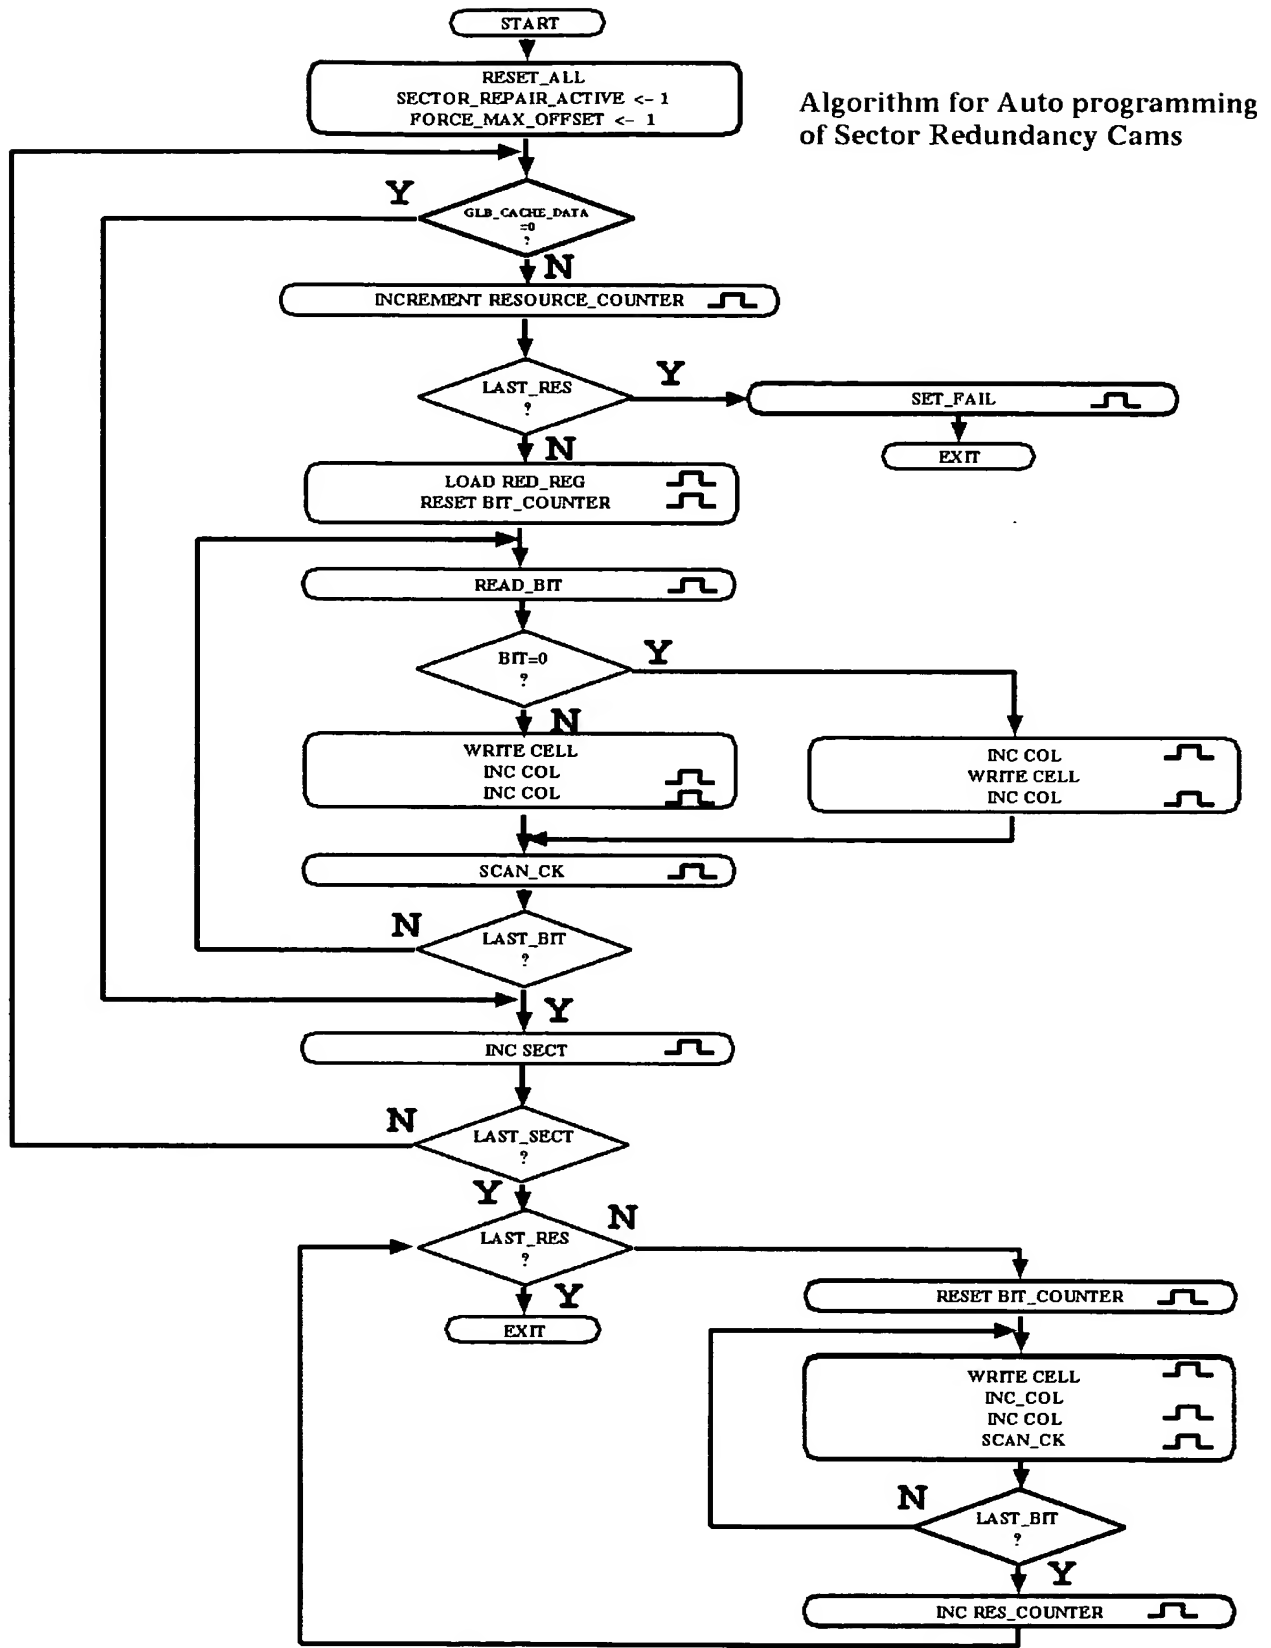 START
RESET_ALL
SECTOR_REPAIR_ACTIVE <- 1
FORCE_MAX_OFFSET <- 1
Algorithm for Auto programming
of Sector Redundancy Cams
Y
GLB_CACHE_DATA
=0
?
N
INCREMENT RESOURCE_COUNTER
LAST_RES
?
Y
SET_FAIL
EXIT
N
LOAD RED_REG
RESET BIT_COUNTER
READ_BIT
BIT=0
?
Y
N
WRITE CELL
INC COL
INC COL
INC COL
WRITE CELL
INC COL
SCAN_CK
N
LAST_BIT
?
Y
INC SECT
N
LAST_SECT
?
Y
LAST_RES
?
N
Y
EXIT
RESET BIT_COUNTER
WRITE CELL
INC_COL
INC COL
SCAN_CK
N
LAST_BIT
?
Y
INC RES_COUNTER